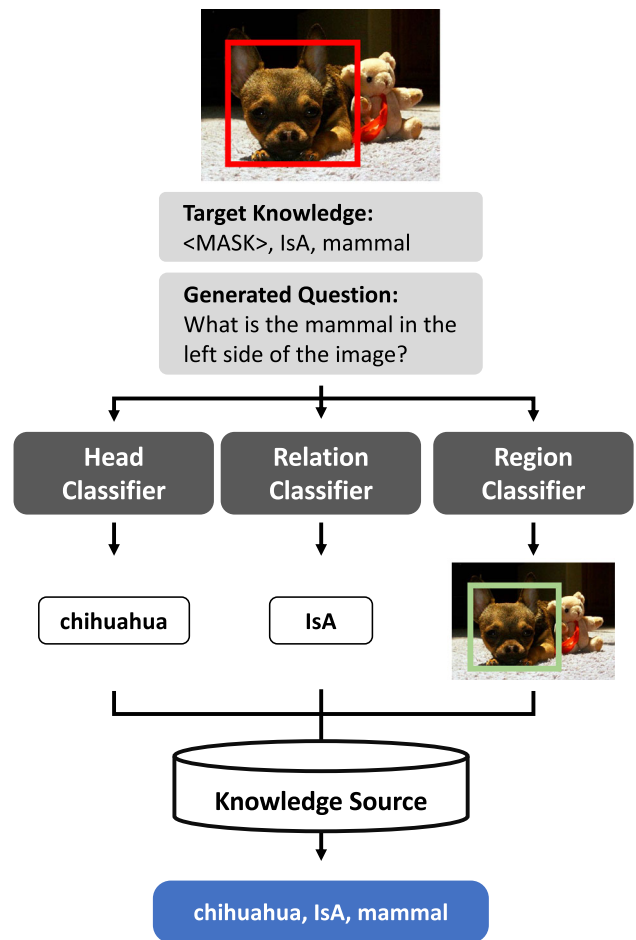 Target Knowledge:
<MASK>, IsA, mammal
Generated Question:
What is the mammal in the
left side of the image?
Head
Classifier
Relation
Classifier
Region
Classifier
chihuahua
IsA
Knowledge Source
chihuahua, IsA, mammal